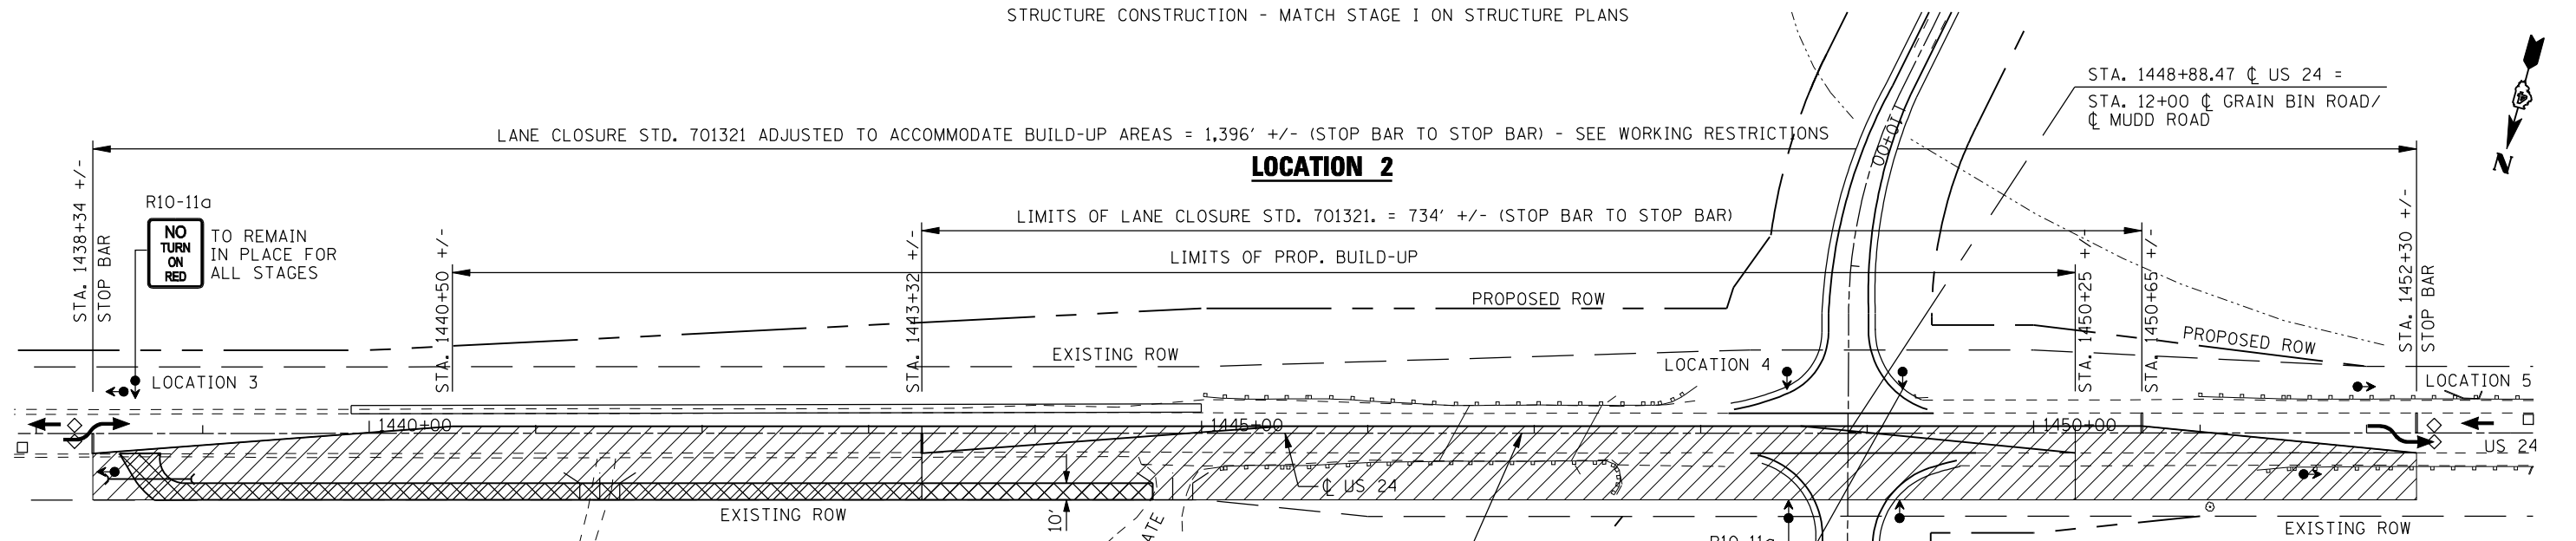 STRUCTURE CONSTRUCTION - MATCH STAGE I ON STRUCTURE PLANS
STA. 1448+88.47 ℄ US 24 =
STA. 12+00 ℄ GRAIN BIN ROAD/
℄ MUDD ROAD
N
LANE CLOSURE STD. 701321 ADJUSTED TO ACCOMMODATE BUILD-UP AREAS = 1,396' +/- (STOP BAR TO STOP BAR) - SEE WORKING RESTRICTIONS
LOCATION 2
10+00
STA. 1438+34 +/-
STOP BAR
R10-11a
NO
TURN
ON
RED
TO REMAIN
IN PLACE FOR
ALL STAGES
LIMITS OF LANE CLOSURE STD. 701321. = 734' +/- (STOP BAR TO STOP BAR)
LIMITS OF PROP. BUILD-UP
STA. 1440+50 +/-
STA. 1443+32 +/-
STA. 1450+25 +/-
STA. 1450+65 +/-
STA. 1452+30 +/-
STOP BAR
PROPOSED ROW
PROPOSED ROW
EXISTING ROW
LOCATION 4
LOCATION 3
LOCATION 5
1440+00
1445+00
1450+00
US 24
℄ US 24
EXISTING ROW
10'
EXISTING ROW
R10-11a